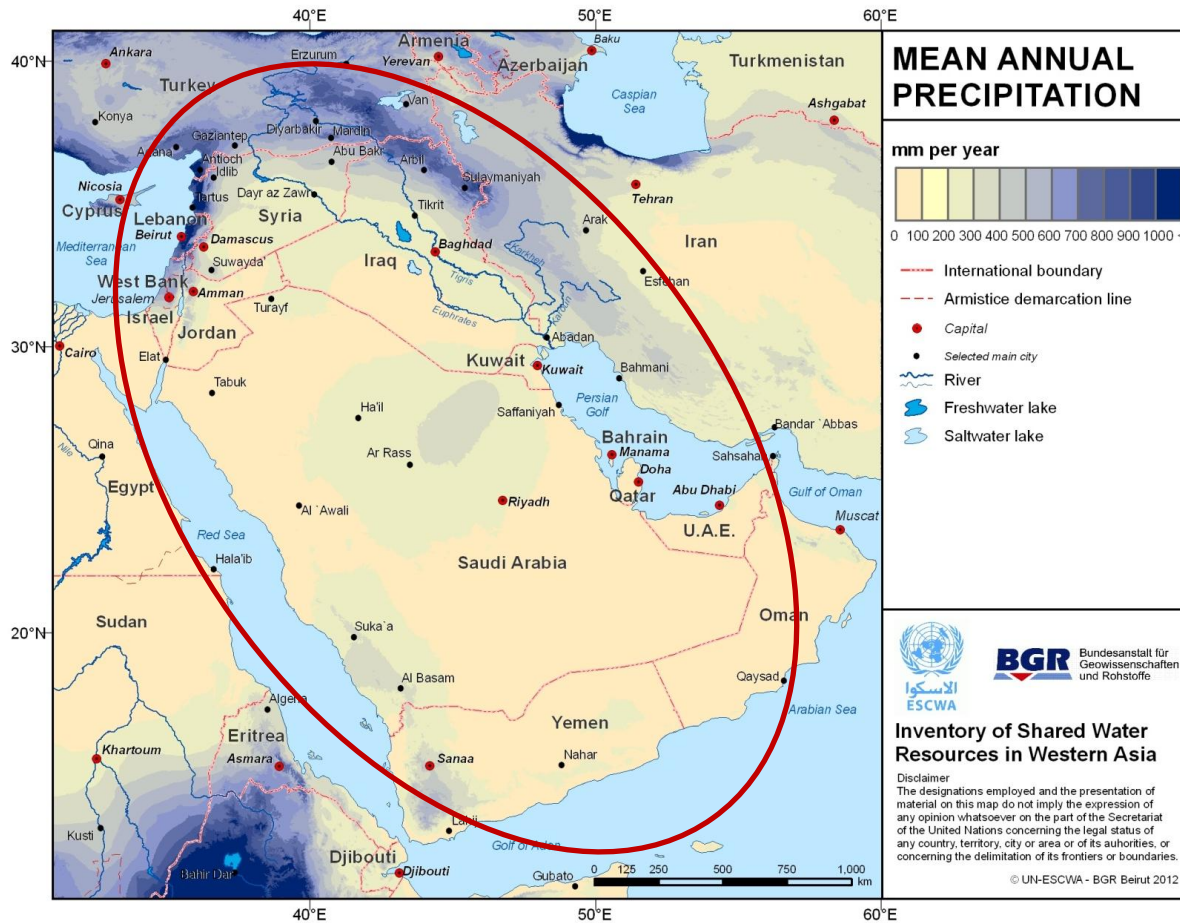 40°E
50°E
60°E
40°N
30°N
20°N
40°E
50°E
60°E
Ankara
Erzurum
Armenia
Yerevan
Baku
Azerbaijan
Turkmenistan
Turkey
Caspian
Sea
Ashgabat
Konya
Van
Gaziantep
Diyarbakir
Mardin
Adana
Antioch
Idlib
Abu Bakr
Arbil
Sulaymaniyah
Tehran
Nicosia
Cyprus
Tartus
Dayr az Zawr
Syria
Tikrit
Arak
Iran
Lebanon
Beirut
Damascus
Mediterranean
Sea
Suwayda'
Baghdad
Karkheh
Iraq
Tigris
Esfehan
West Bank
Jerusalem
Amman
Turayf
Euphrates
Karoun
Israel
Jordan
Abadan
Cairo
Elat
Kuwait
Kuwait
Bahmani
Tabuk
Ha'il
Saffaniyah
Persian
Golf
Bandar `Abbas
Qina
Nile
Ar Rass
Bahrain
Manama
Sahsahah
Doha
Egypt
Al `Awali
Riyadh
Qatar
Abu Dhabi
Gulf of Oman
U.A.E.
Muscat
Red Sea
Hala'ib
Saudi Arabia
Sudan
Suka`a
Oman
Al Basam
Qaysad
Algena
Yemen
Arabian Sea
Eritrea
Khartoum
Asmara
Sanaa
Nahar
Kusti
Lahij
Gulf of Aden
Djibouti
Djibouti
Bahir Dar
Gubato
0 125 250 500 750 1,000
km
MEAN ANNUAL
PRECIPITATION
mm per year
0 100 200 300 400 500 600 700 800 900 1000 <
International boundary
Armistice demarcation line
Capital
Selected main city
River
Freshwater lake
Saltwater lake
الاسكوا
ESCWA
BGR
Bundesanstalt für
Geowissenschaften
und Rohstoffe
Inventory of Shared Water
Resources in Western Asia
Disclaimer
The designations employed and the presentation of
material on this map do not imply the expression of
any opinion whatsoever on the part of the Secretariat
of the United Nations concerning the legal status of
any country, territory, city or area or of its auhorities, or
concerning the delimitation of its frontiers or boundaries.
© UN-ESCWA - BGR Beirut 2012